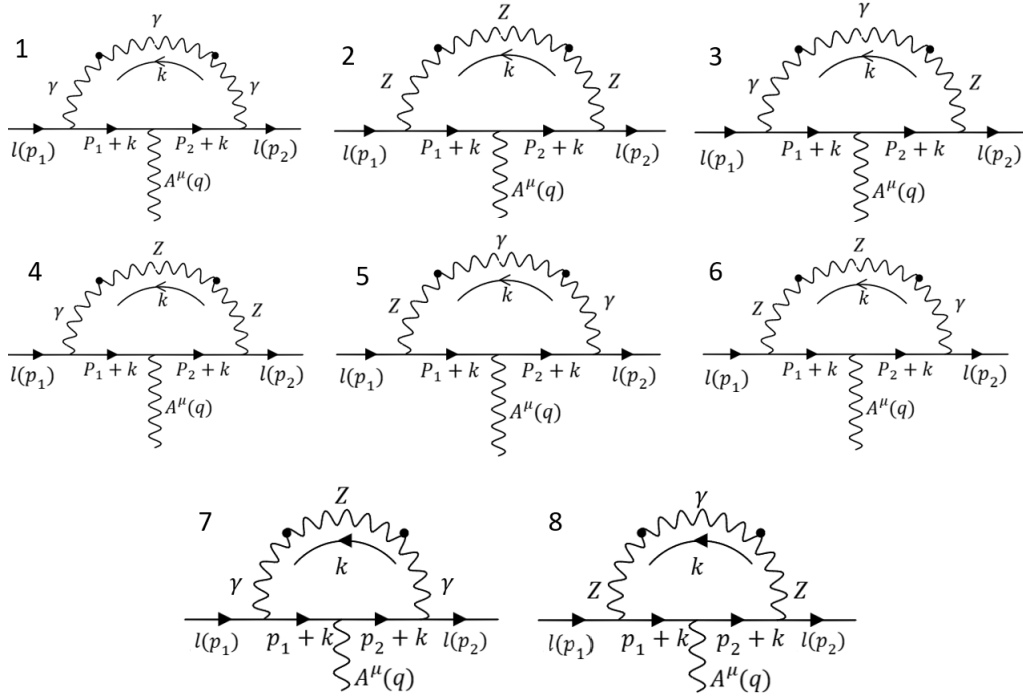 1 γ γ γ k l(p₁) P₁ + k P₂ + k l(p₂) A^μ(q)
2 Z Z Z k l(p₁) P₁ + k P₂ + k l(p₂) A^μ(q)
3 γ γ Z k l(p₁) P₁ + k P₂ + k l(p₂) A^μ(q)
4 Z γ Z k l(p₁) P₁ + k P₂ + k l(p₂) A^μ(q)
5 γ Z γ k l(p₁) P₁ + k P₂ + k l(p₂) A^μ(q)
6 Z Z γ k l(p₁) P₁ + k P₂ + k l(p₂) A^μ(q)
7 Z γ γ k l(p₁) p₁ + k p₂ + k l(p₂) A^μ(q)
8 γ Z Z k l(p₁) p₁ + k p₂ + k l(p₂) A^μ(q)